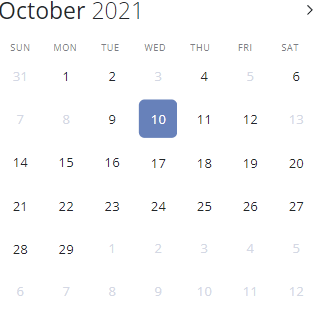 October 2021
SUN MON TUE WED THU FRI SAT
31 1 2 3 4 5 6
7 8 9 10 11 12 13
14 15 16 17 18 19 20
21 22 23 24 25 26 27
28 29 1 2 3 4 5
6 7 8 9 10 11 12